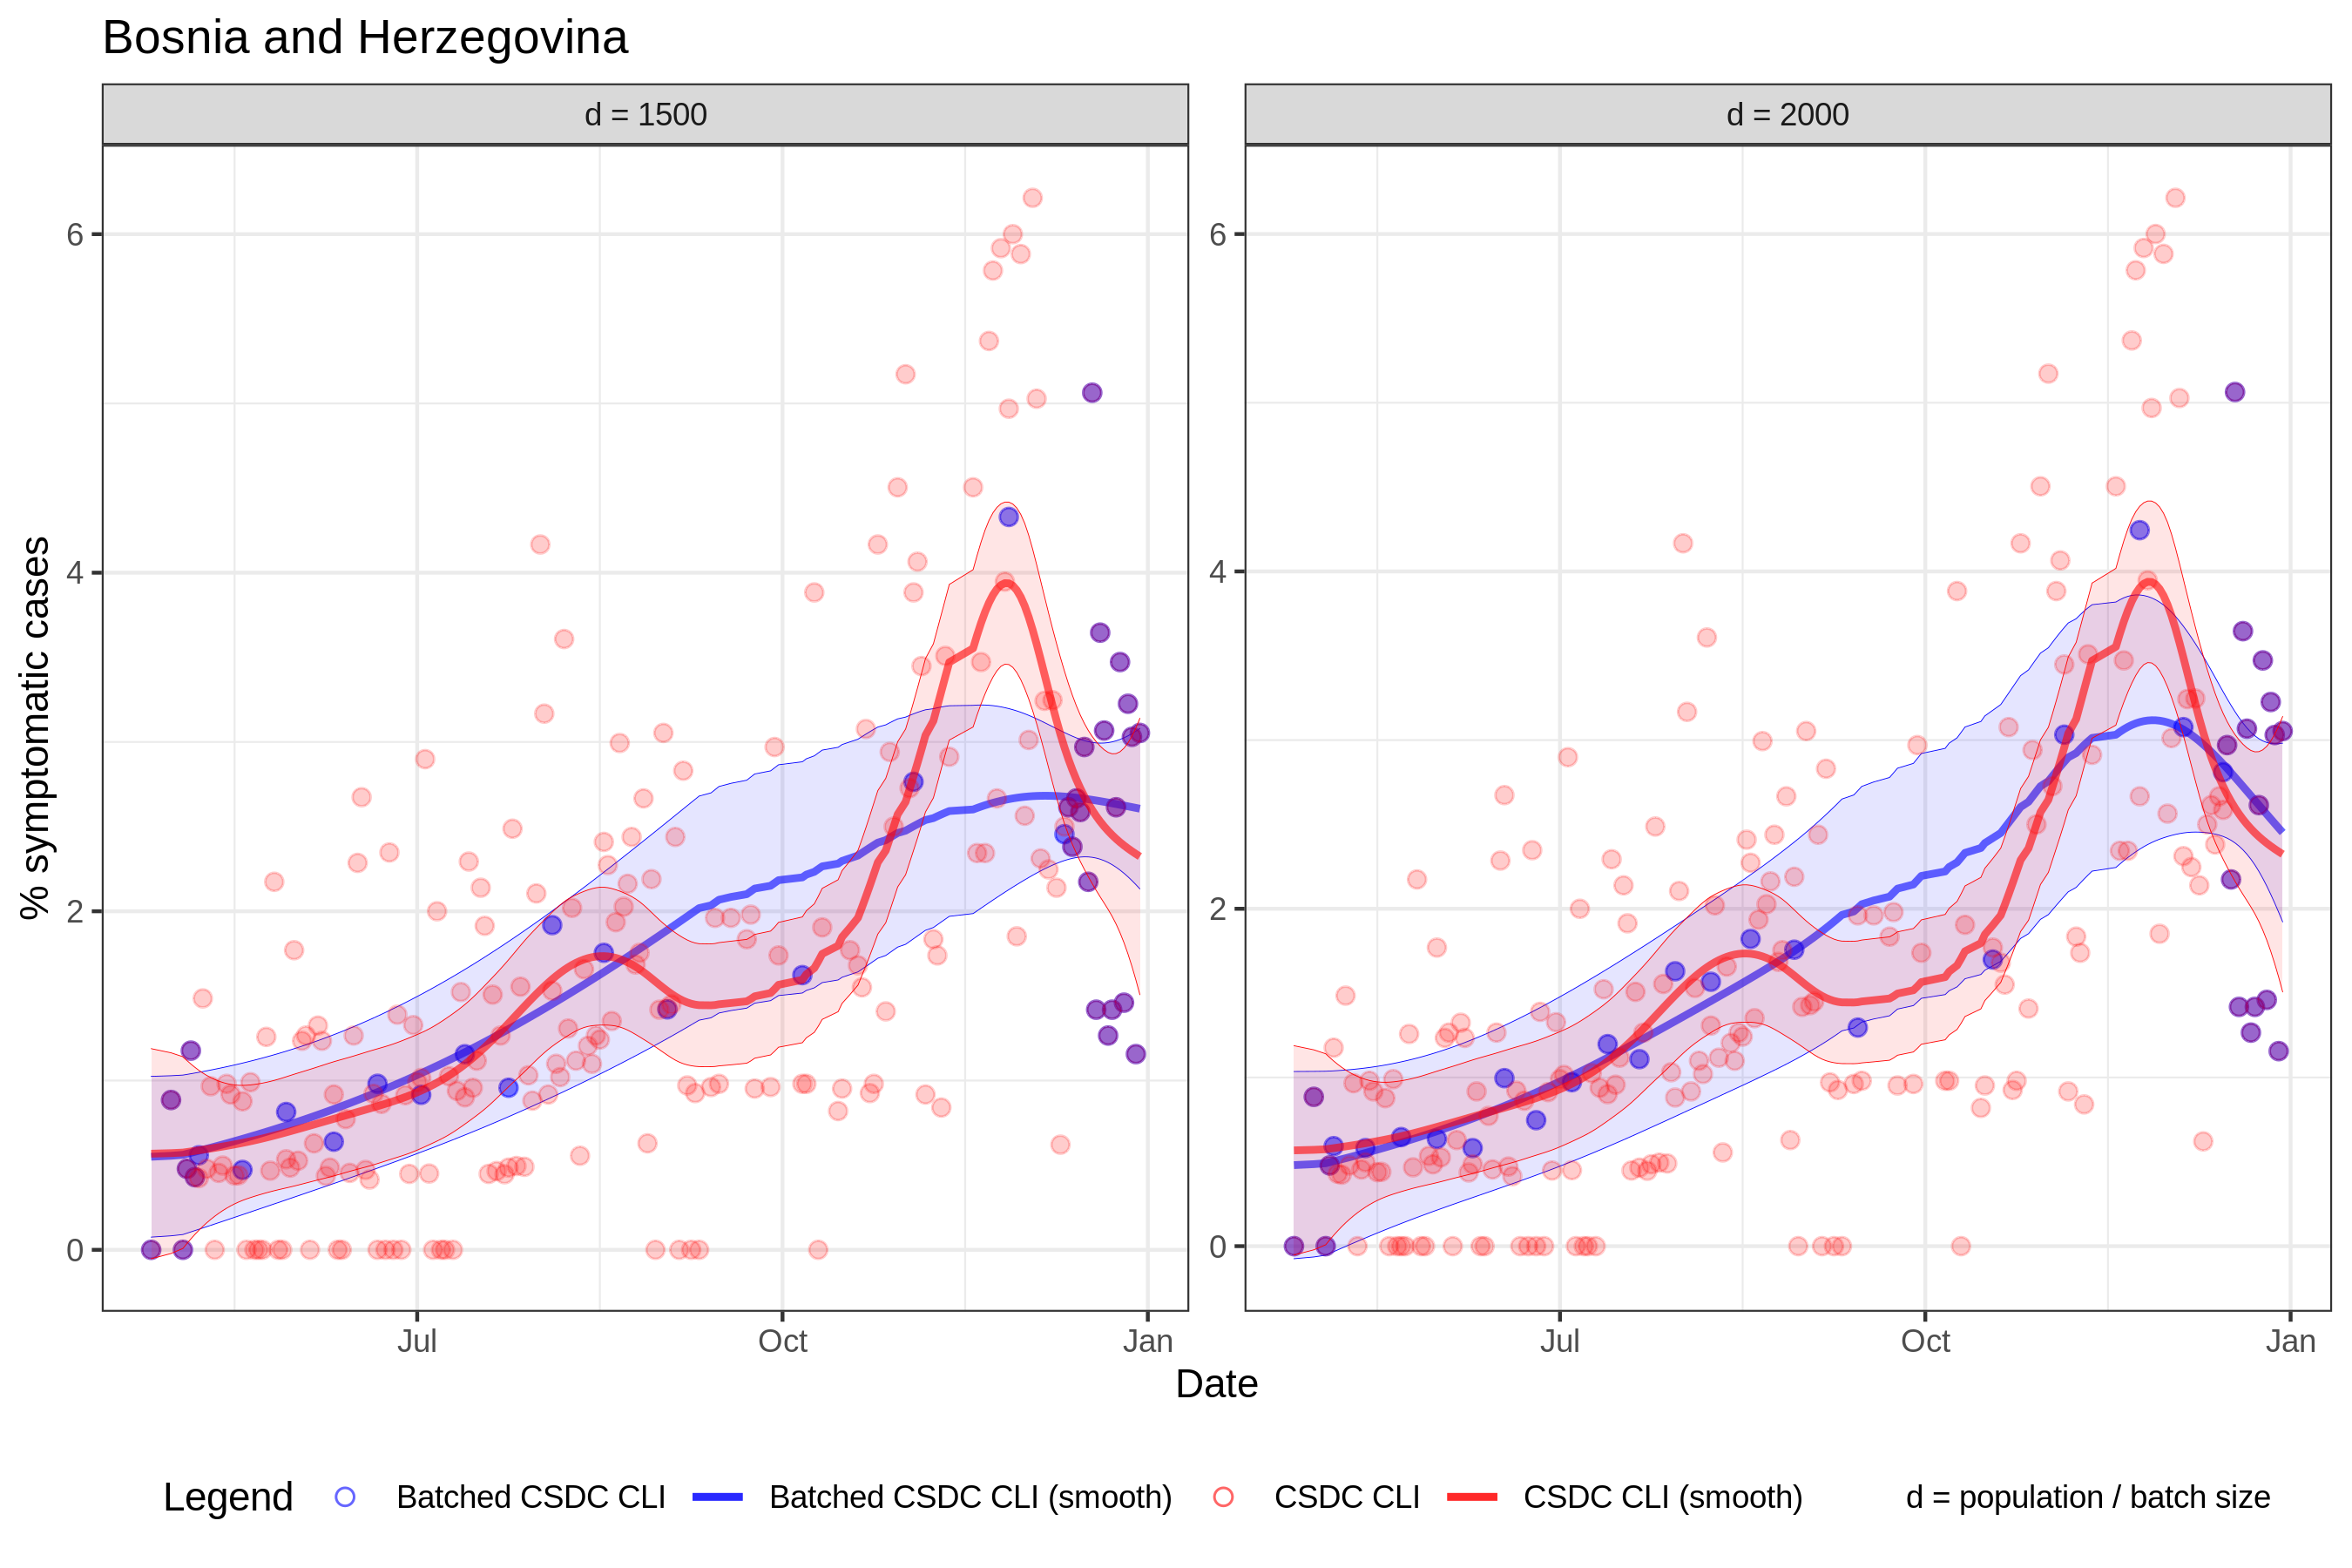 Bosnia and Herzegovina
d = 1500
d = 2000
% symptomatic cases
6
4
2
0
6
4
2
0
Jul
Oct
Jan
Jul
Oct
Jan
Date
Legend
Batched CSDC CLI
Batched CSDC CLI (smooth)
CSDC CLI
CSDC CLI (smooth)
d = population / batch size